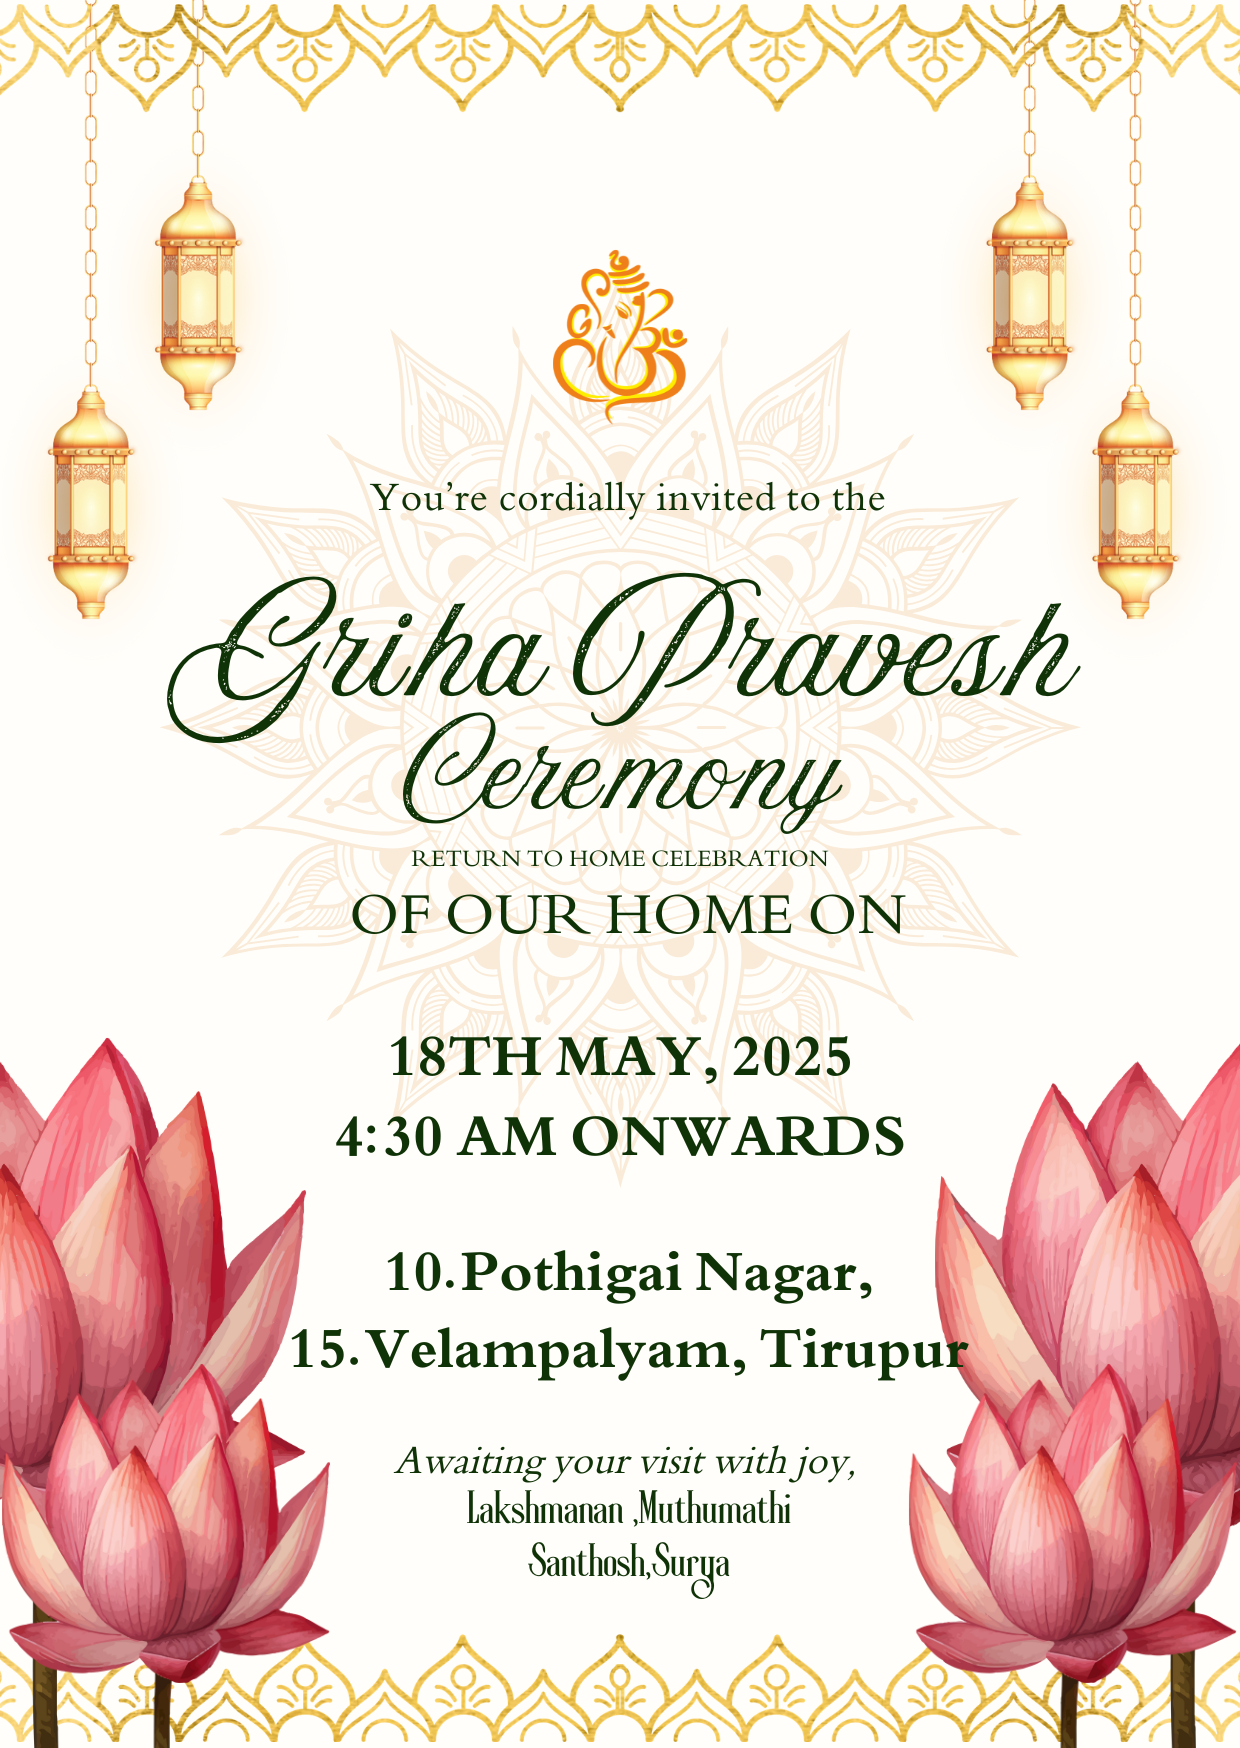 You're cordially invited to the
Griha Pravesh
Ceremony
RETURN TO HOME CELEBRATION
OF OUR HOME ON
18TH MAY, 2025
4:30 AM ONWARDS
10.Pothigai Nagar,
15.Velampalyam, Tirupur
Awaiting your visit with joy,
Lakshmanan ,Muthumathi
Santhosh,Surya